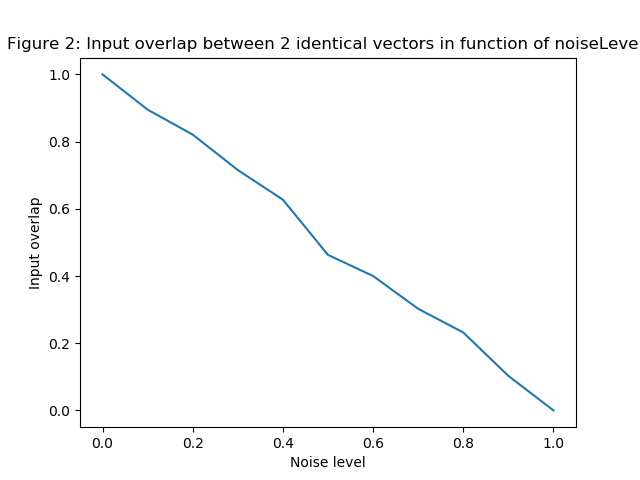 Figure 2: Input overlap between 2 identical vectors in function of noiseLeve
1.0
0.8
0.6
0.4
0.2
0.0
Input overlap
0.0 0.2 0.4 0.6 0.8 1.0
Noise level